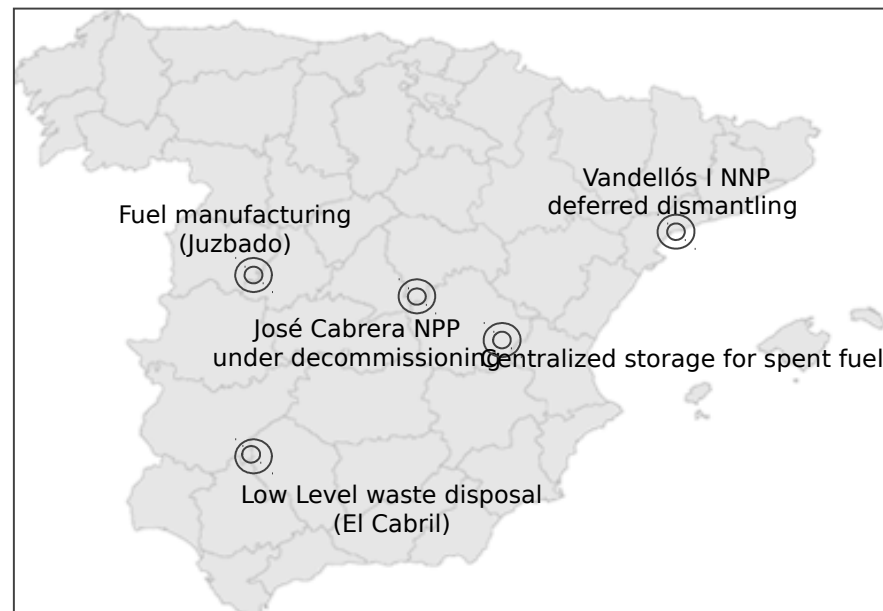 Vandellós I NNP
deferred dismantling
Fuel manufacturing
(Juzbado)
José Cabrera NPP
under decommissioning
Centralized storage for spent fuel
Low Level waste disposal
(El Cabril)